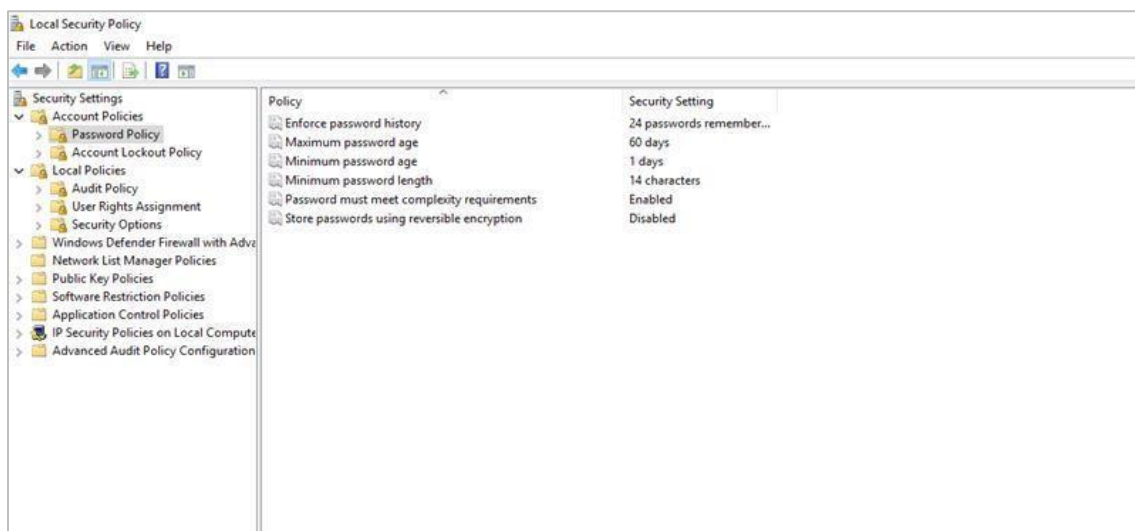 Local Security Policy
File Action View Help
Security Settings
Account Policies
Password Policy
Account Lockout Policy
Local Policies
Audit Policy
User Rights Assignment
Security Options
Windows Defender Firewall with Adva
Network List Manager Policies
Public Key Policies
Software Restriction Policies
Application Control Policies
IP Security Policies on Local Compute
Advanced Audit Policy Configuration
Policy Security Setting
Enforce password history 24 passwords remember...
Maximum password age 60 days
Minimum password age 1 days
Minimum password length 14 characters
Password must meet complexity requirements Enabled
Store passwords using reversible encryption Disabled